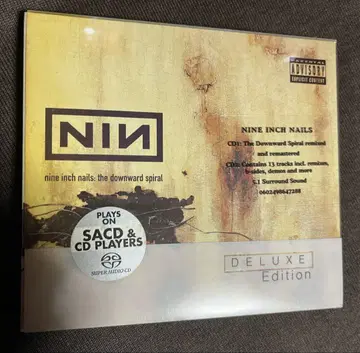 PARENTAL
ADVISORY
EXPLICIT CONTENT
NIN
nine inch nails: the downward spiral
NINE INCH NAILS
CD1: The Downward Spiral remixed
and remastered
CD2: Contains 13 tracks incl. remixes,
b-sides, demos and more
5.1 Surround Sound
0602498647288
PLAYS
ON
SACD &
CD PLAYERS
SUPER AUDIO CD
DELUXE
Edition